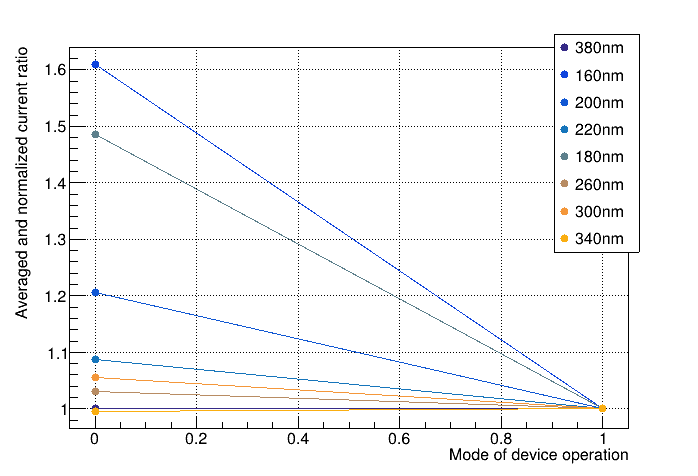 Averaged and normalized current ratio
1.6
1.5
1.4
1.3
1.2
1.1
1
0
0.2
0.4
0.6
0.8
1
Mode of device operation
380nm
160nm
200nm
220nm
180nm
260nm
300nm
340nm